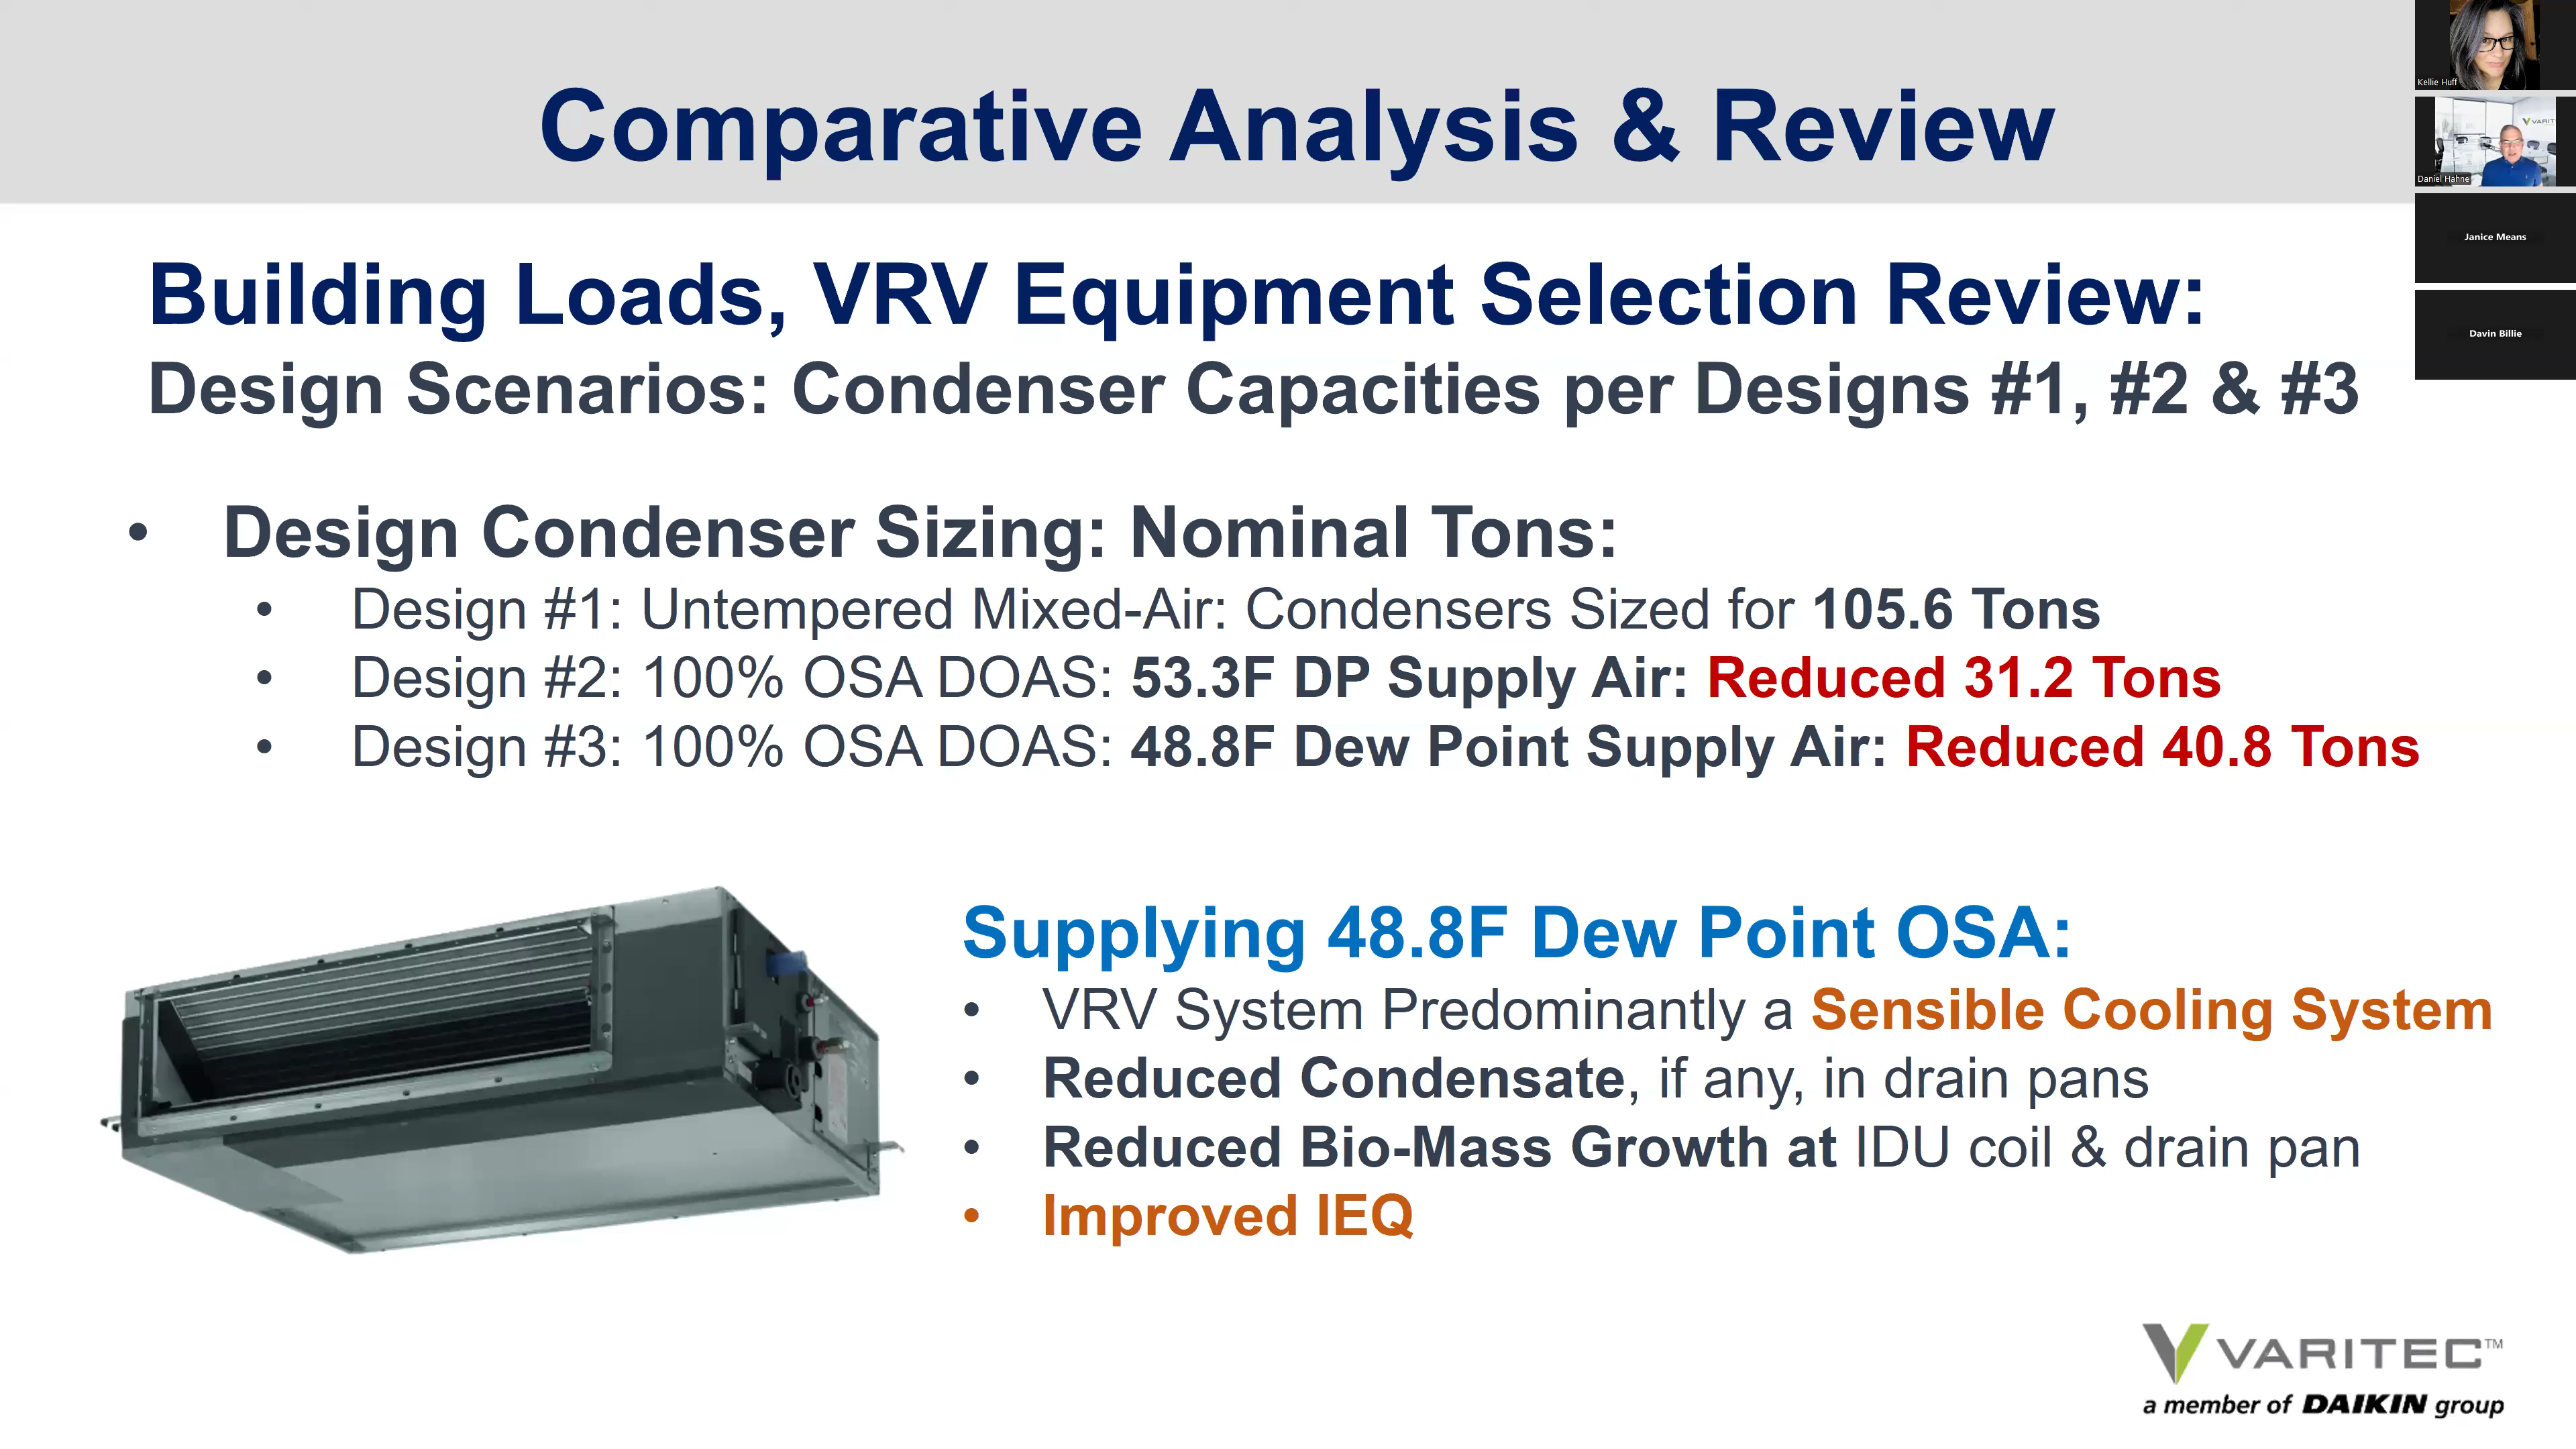 Comparative Analysis & Review
Building Loads, VRV Equipment Selection Review:
Design Scenarios: Condenser Capacities per Designs #1, #2 & #3
• Design Condenser Sizing: Nominal Tons:
• Design #1: Untempered Mixed-Air: Condensers Sized for 105.6 Tons
• Design #2: 100% OSA DOAS: 53.3F DP Supply Air: Reduced 31.2 Tons
• Design #3: 100% OSA DOAS: 48.8F Dew Point Supply Air: Reduced 40.8 Tons
Supplying 48.8F Dew Point OSA:
• VRV System Predominantly a Sensible Cooling System
• Reduced Condensate, if any, in drain pans
• Reduced Bio-Mass Growth at IDU coil & drain pan
• Improved IEQ
VARITEC™
a member of DAIKIN group
Kellie Huff
VARIT
Daniel Hahne
Janice Means
Davin Billie